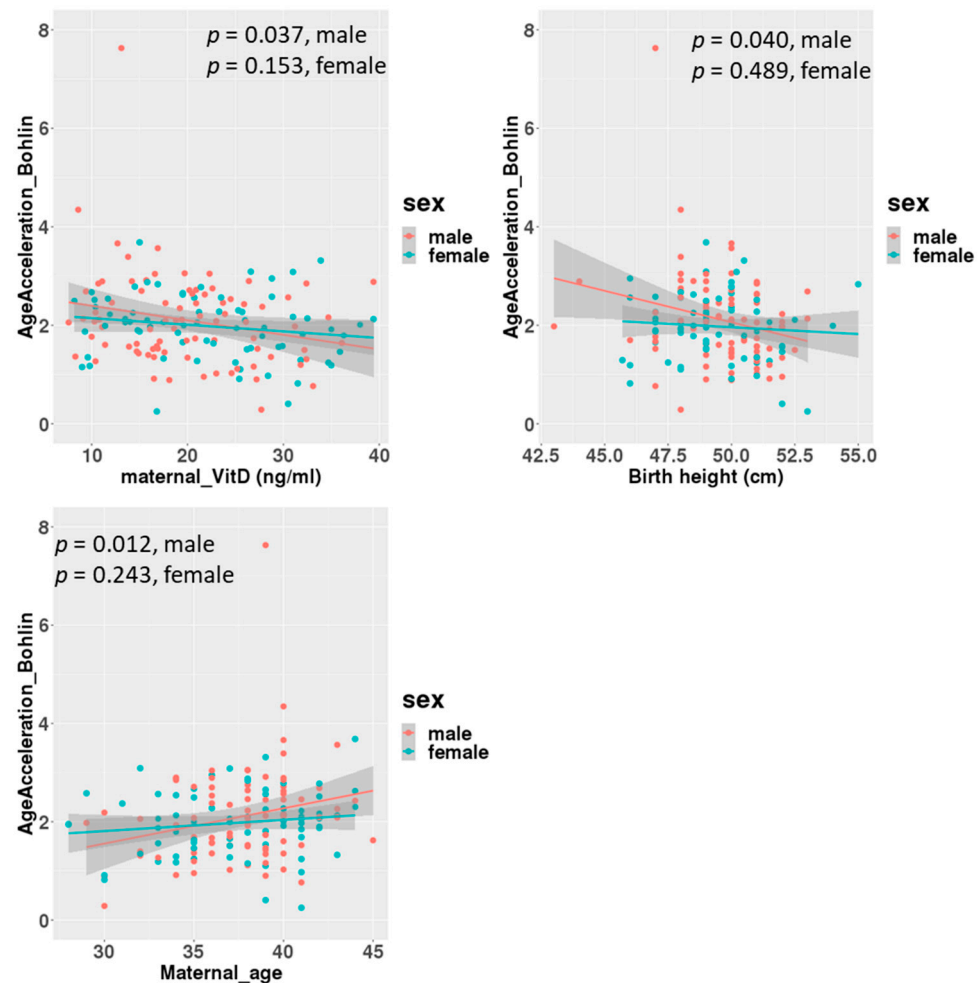 p = 0.037, male
p = 0.153, female
8
6
4
2
0
AgeAcceleration_Bohlin
10 20 30 40
maternal_VitD (ng/ml)
sex
male
female
p = 0.040, male
p = 0.489, female
8
6
4
2
0
AgeAcceleration_Bohlin
42.5 45.0 47.5 50.0 52.5 55.0
Birth height (cm)
sex
male
female
p = 0.012, male
p = 0.243, female
8
6
4
2
0
AgeAcceleration_Bohlin
30 35 40 45
Maternal_age
sex
male
female